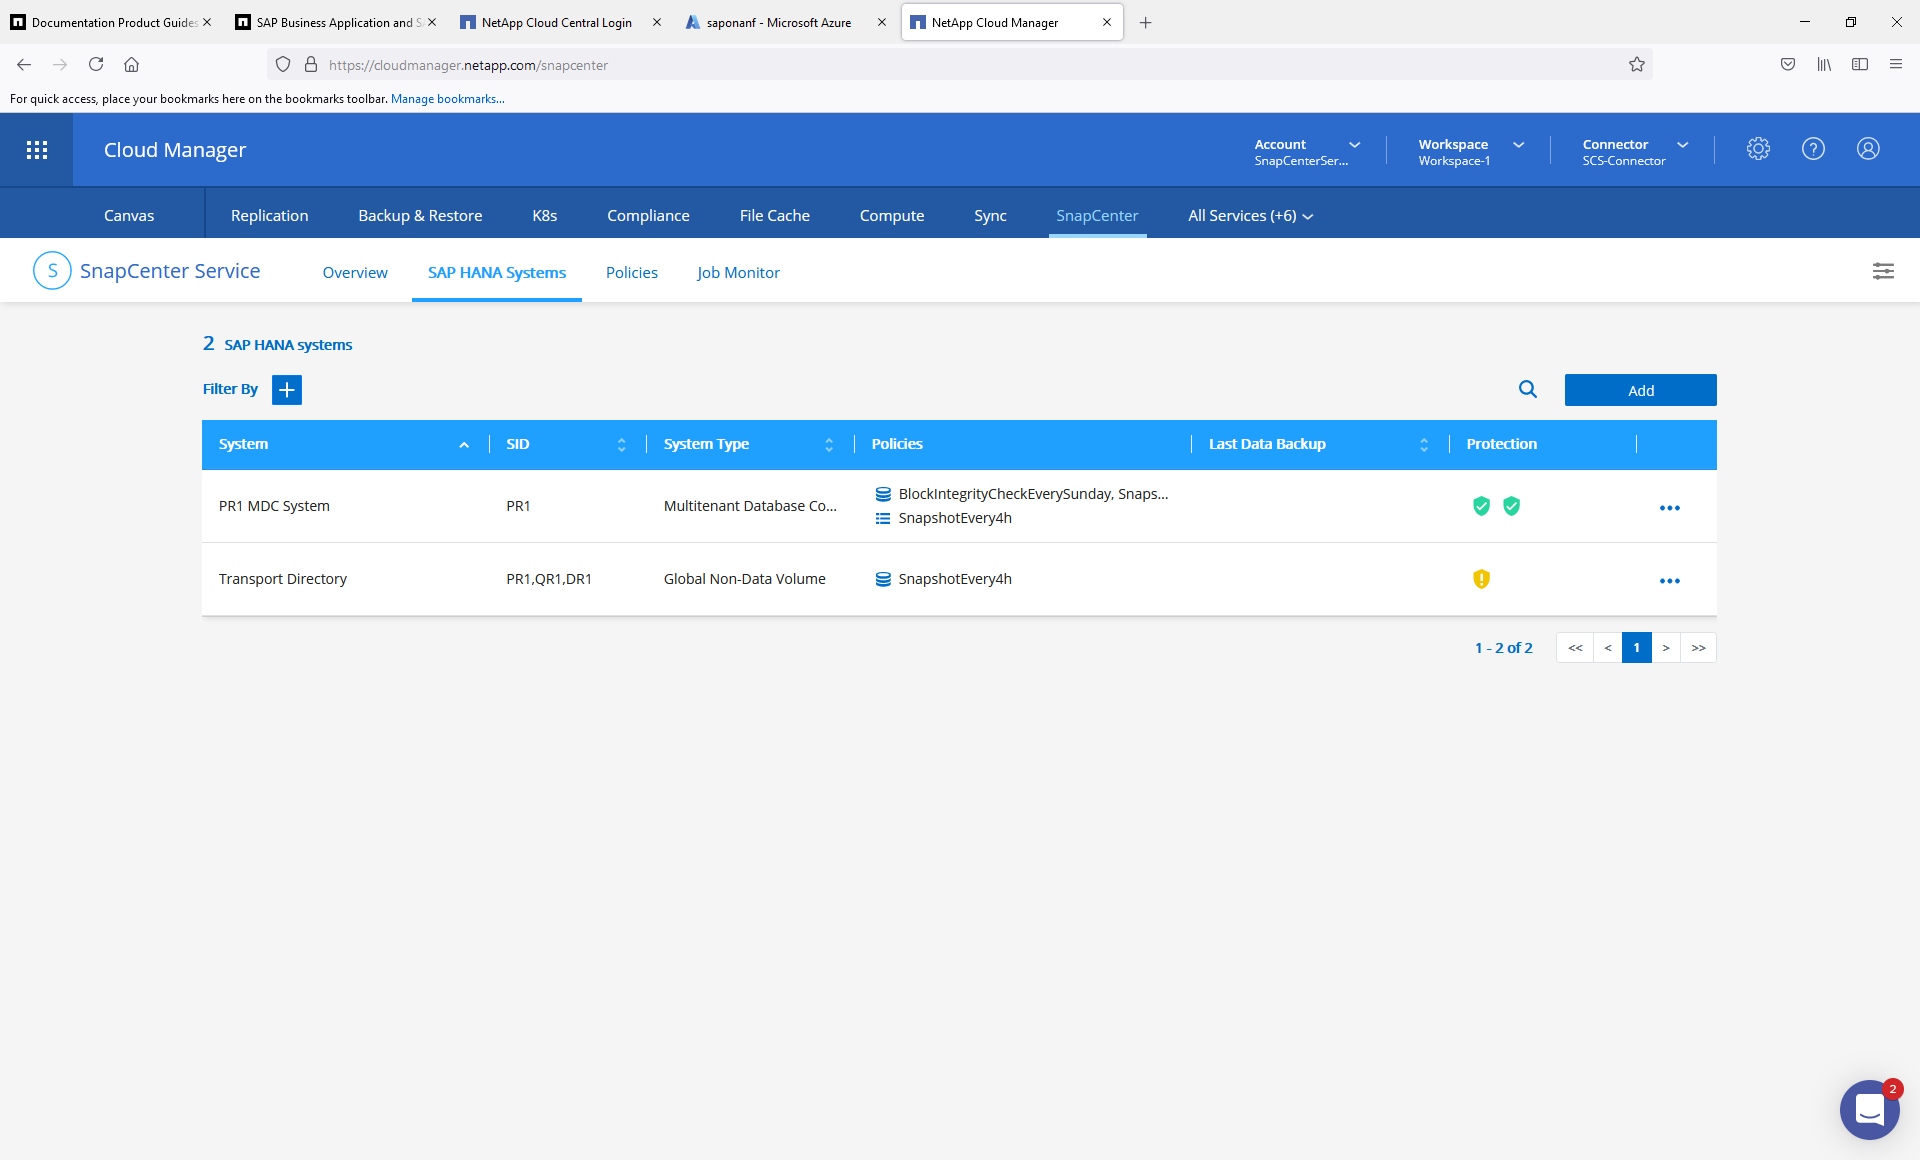 Documentation Product Guides
SAP Business Application and S
NetApp Cloud Central Login
saponanf - Microsoft Azure
NetApp Cloud Manager
https://cloudmanager.netapp.com/snapcenter
For quick access, place your bookmarks here on the bookmarks toolbar. Manage bookmarks...
Cloud Manager
Account
SnapCenterSer...
Workspace
Workspace-1
Connector
SCS-Connector
Canvas
Replication
Backup & Restore
K8s
Compliance
File Cache
Compute
Sync
SnapCenter
All Services (+6)
S
SnapCenter Service
Overview
SAP HANA Systems
Policies
Job Monitor
2 SAP HANA systems
Filter By
Add
System
SID
System Type
Policies
Last Data Backup
Protection
PR1 MDC System
PR1
Multitenant Database Co...
BlockIntegrityCheckEverySunday, Snaps...
SnapshotEvery4h
Transport Directory
PR1,QR1,DR1
Global Non-Data Volume
SnapshotEvery4h
1 - 2 of 2
<<
<
1
>
>>
2